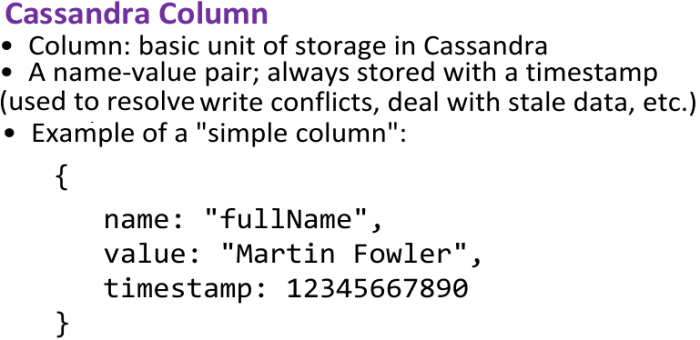 Cassandra Column
• Column: basic unit of storage in Cassandra
• A name-value pair; always stored with a timestamp
(used to resolve write conflicts, deal with stale data, etc.)
• Example of a "simple column":
{
name: "fullName",
value: "Martin Fowler",
timestamp: 12345667890
}